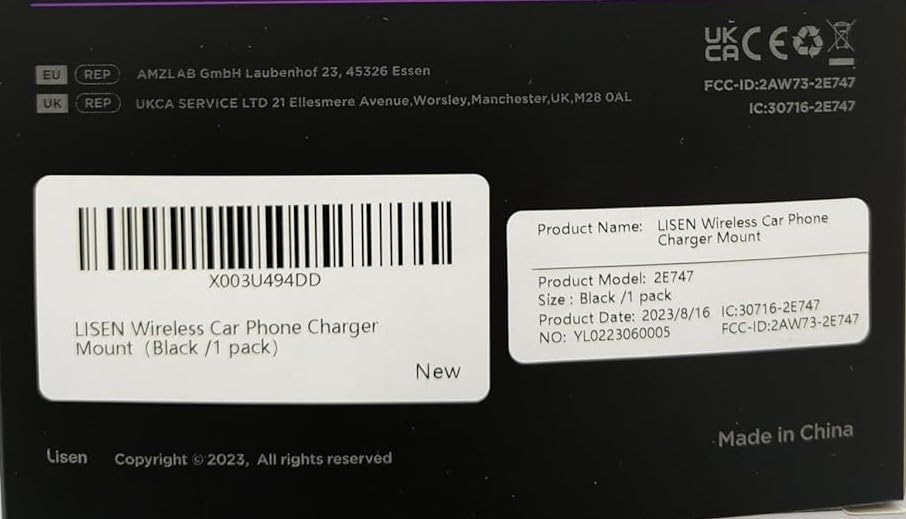 UK
CA CE
EU REP AMZLAB GmbH Laubenhof 23, 45326 Essen
UK REP UKCA SERVICE LTD 21 Ellesmere Avenue,Worsley,Manchester,UK,M28 0AL
FCC-ID:2AW73-2E747
IC:30716-2E747
X003U494DD
LISEN Wireless Car Phone Charger
Mount（Black /1 pack）
New
Product Name: LISEN Wireless Car Phone
Charger Mount
Product Model: 2E747
Size : Black /1 pack
Product Date: 2023/8/16 IC:30716-2E747
NO: YL0223060005 FCC-ID:2AW73-2E747
Lisen Copyright © 2023, All rights reserved
Made in China